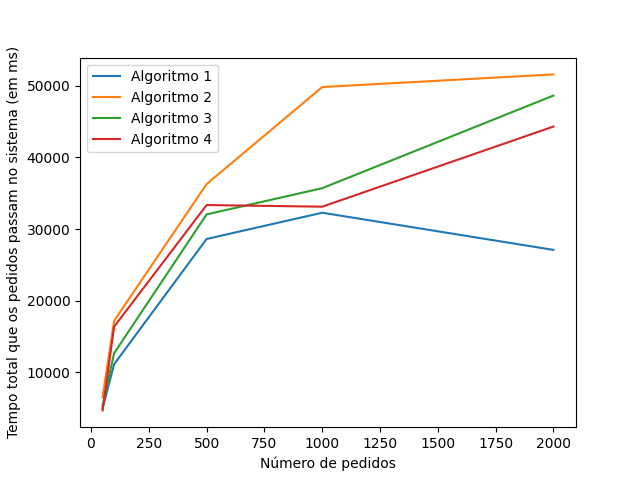 Algoritmo 1
Algoritmo 2
Algoritmo 3
Algoritmo 4
50000
40000
30000
20000
10000
Tempo total que os pedidos passam no sistema (em ms)
0 250 500 750 1000 1250 1500 1750 2000
Número de pedidos